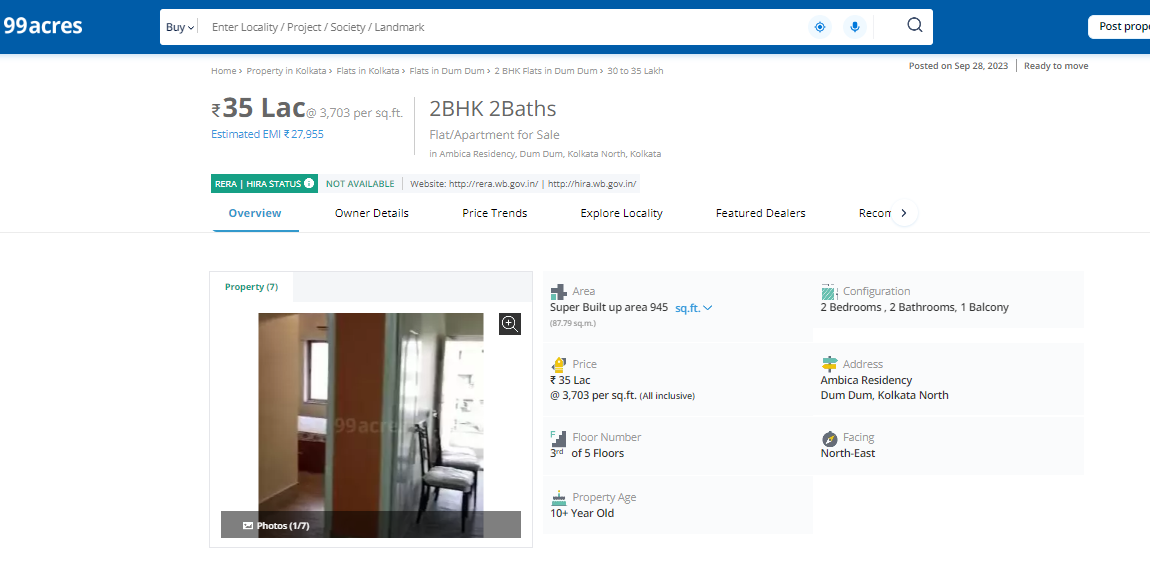 99acres
Buy
Enter Locality / Project / Society / Landmark
Post prope
Home > Property in Kolkata > Flats in Kolkata > Flats in Dum Dum > 2 BHK Flats in Dum Dum > 30 to 35 Lakh
Posted on Sep 28, 2023 | Ready to move
₹35 Lac @ 3,703 per sq.ft.
Estimated EMI ₹ 27,955
2BHK 2Baths
Flat/Apartment for Sale
in Ambica Residency, Dum Dum, Kolkata North, Kolkata
RERA | HIRA STATUS i NOT AVAILABLE | Website: http://rera.wb.gov.in/ | http://hira.wb.gov.in/
Overview Owner Details Price Trends Explore Locality Featured Dealers Recon
Property (7)
99acre
Photos (1/7)
Area
Super Built up area 945 sq.ft.
(87.79 sq.m.)
Configuration
2 Bedrooms , 2 Bathrooms, 1 Balcony
Price
₹ 35 Lac
@ 3,703 per sq.ft. (All inclusive)
Address
Ambica Residency
Dum Dum, Kolkata North
Floor Number
3rd of 5 Floors
Facing
North-East
Property Age
10+ Year Old